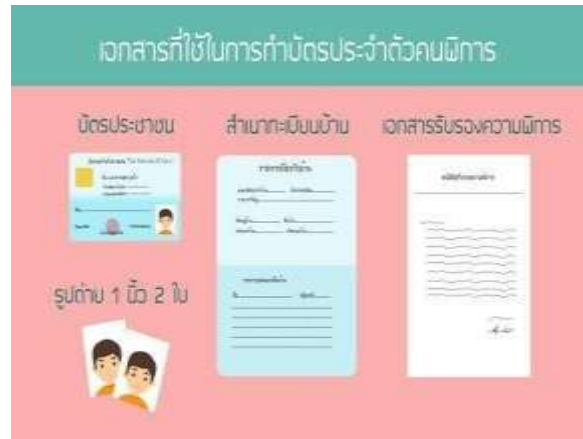 เอกสารที่ใช้ในการทำบัตรประจำตัวคนพิการ
บัตรประชาชน
สำเนาทะเบียนบ้าน
เอกสารรับรองความพิการ
รูปถ่าย 1 นิ้ว 2 ใบ